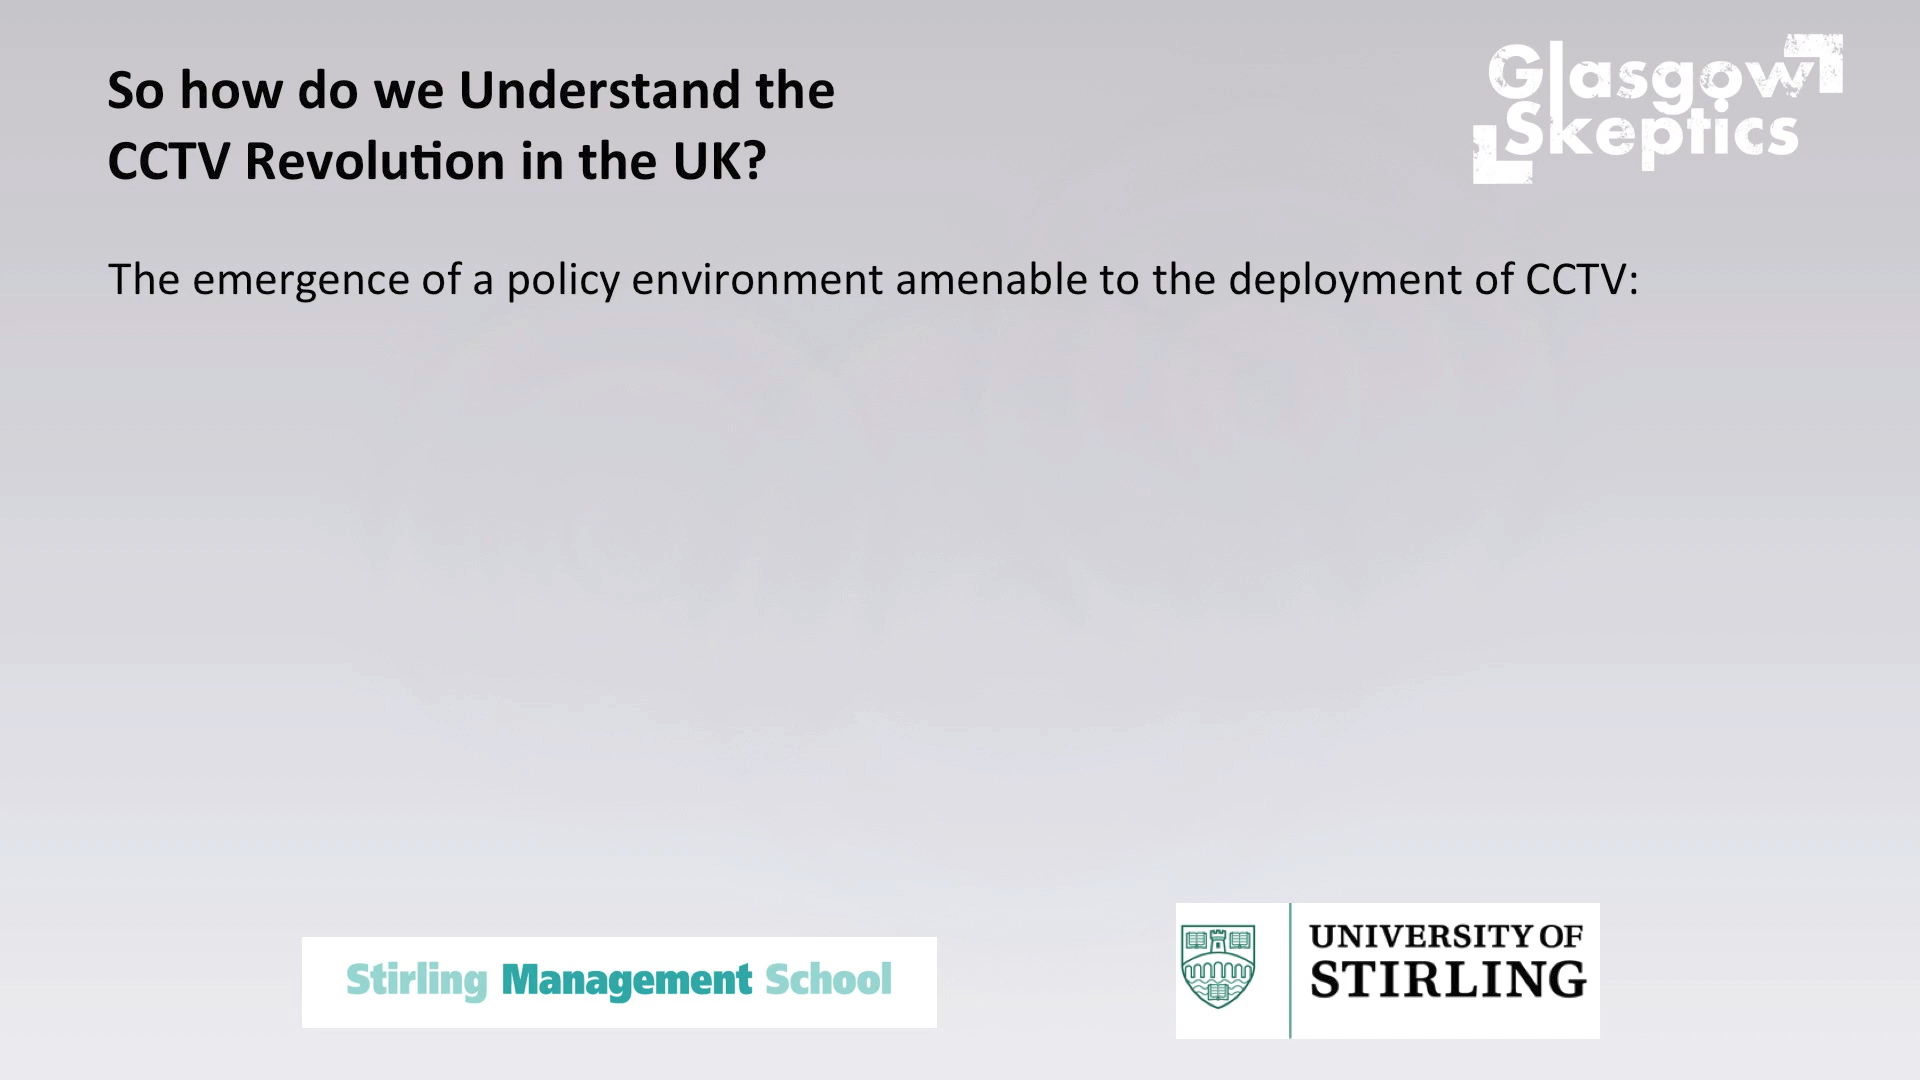 So how do we Understand the
CCTV Revolution in the UK?
Glasgow
Skeptics
The emergence of a policy environment amenable to the deployment of CCTV:
Stirling Management School
UNIVERSITY OF
STIRLING